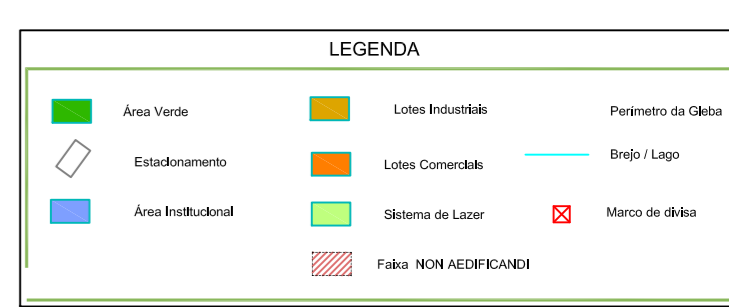 LEGENDA
Área Verde
Lotes Industriais
Perímetro da Gleba
Estacionamento
Lotes Comerciais
Brejo / Lago
Área Institucional
Sistema de Lazer
Marco de divisa
Faixa NON AEDIFICANDI